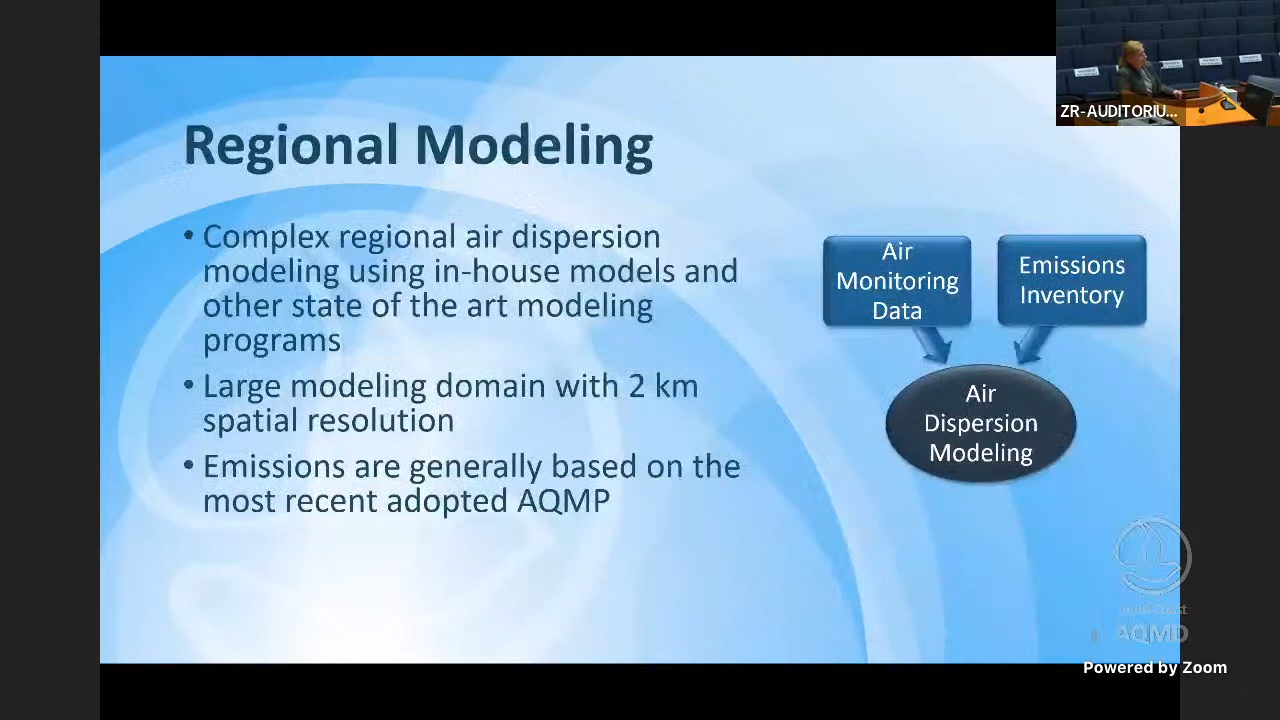 Regional Modeling
• Complex regional air dispersion
modeling using in-house models and
other state of the art modeling
programs
• Large modeling domain with 2 km
spatial resolution
• Emissions are generally based on the
most recent adopted AQMP
Air
Monitoring
Data
Emissions
Inventory
Air
Dispersion
Modeling
ZR-AUDITORIU...
South Coast
AQMD
Powered by Zoom